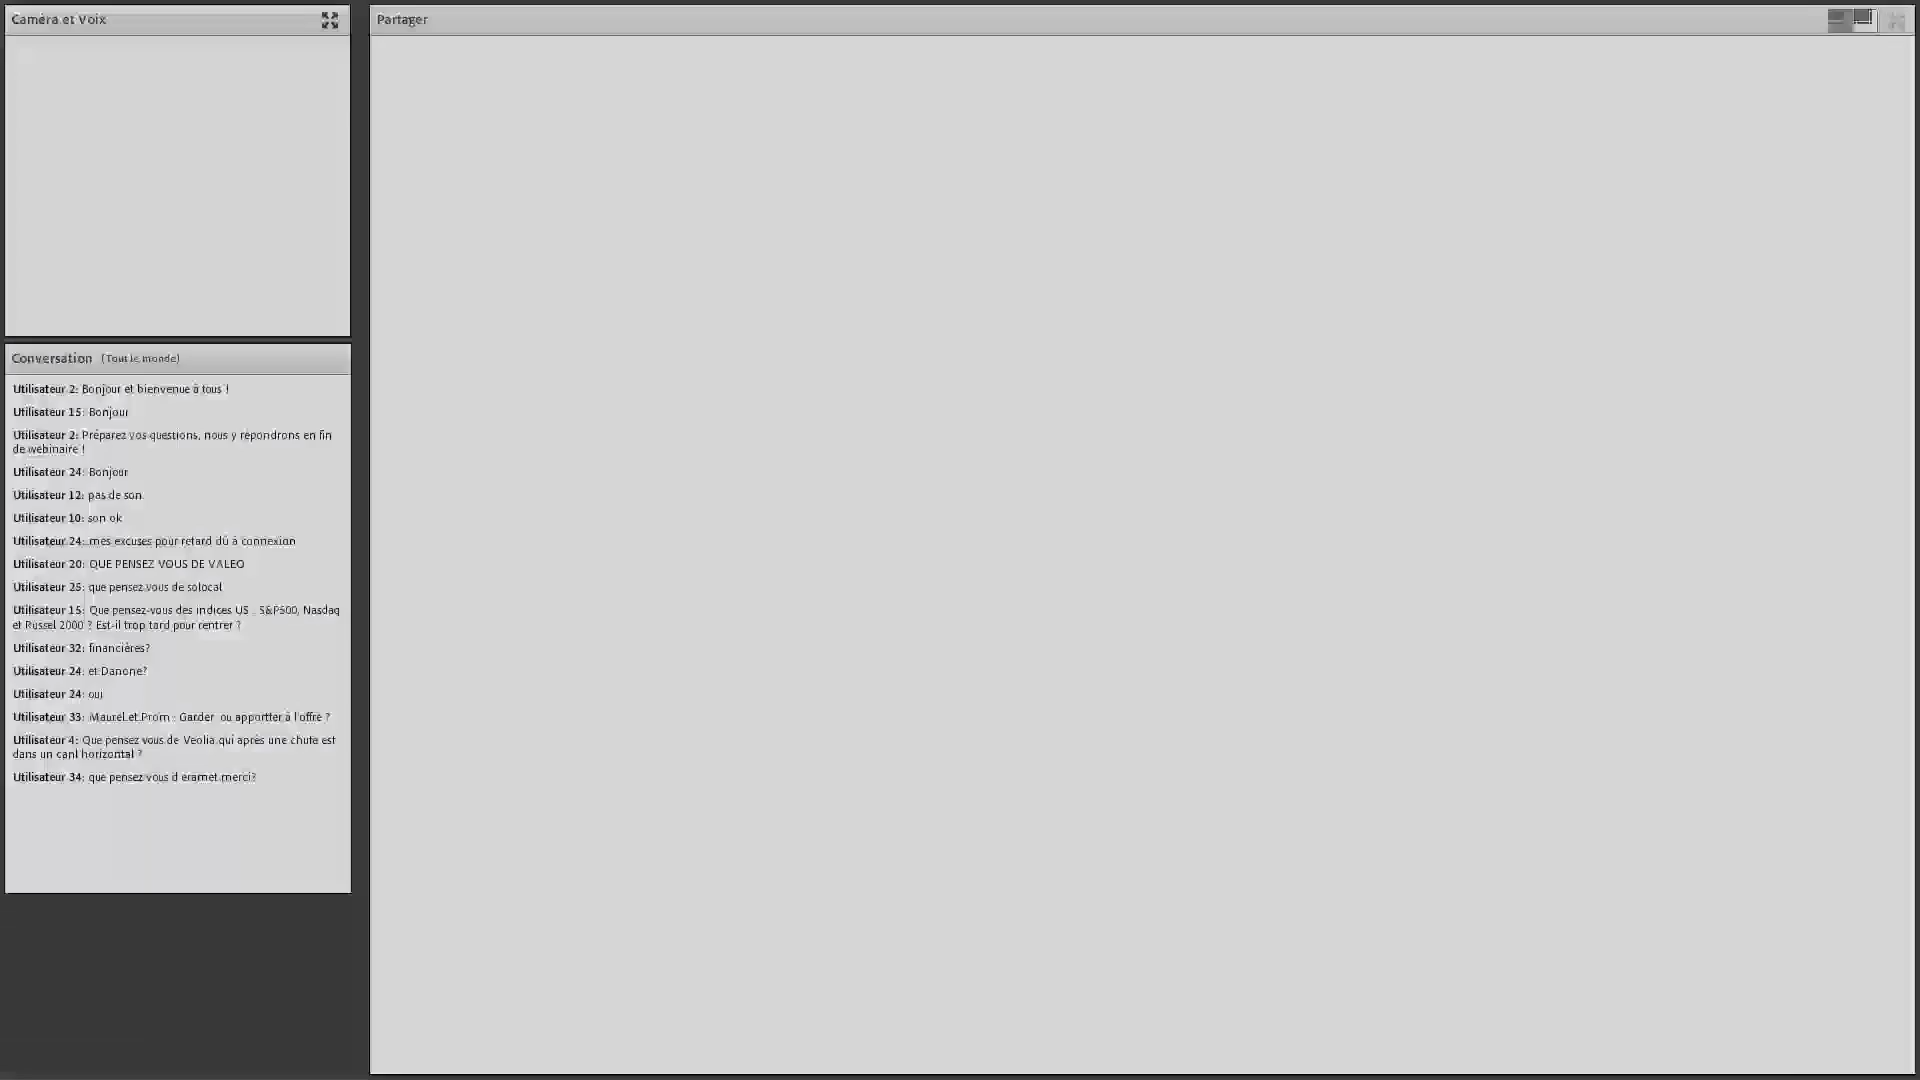 Caméra et Voix
Partager
Conversation (Tout le monde)
Utilisateur 2: Bonjour et bienvenue à tous !
Utilisateur 15: Bonjour
Utilisateur 2: Préparez vos questions, nous y répondrons en fin
de webinaire !
Utilisateur 24: Bonjour
Utilisateur 12: pas de son
Utilisateur 10: son ok
Utilisateur 24: mes excuses pour retard dû à connexion
Utilisateur 20: QUE PENSEZ VOUS DE VALEO
Utilisateur 25: que pensez vous de solocal
Utilisateur 15: Que pensez-vous des indices US : S&P500, Nasdaq
et Russel 2000 ? Est-il trop tard pour rentrer ?
Utilisateur 32: financières?
Utilisateur 24: et Danone?
Utilisateur 24: oui
Utilisateur 33: Maurel et Prom : Garder ou apportter à l'offre ?
Utilisateur 4: Que pensez vous de Veolia qui après une chute est
dans un canl horizontal ?
Utilisateur 34: que pensez vous d eramet merci?